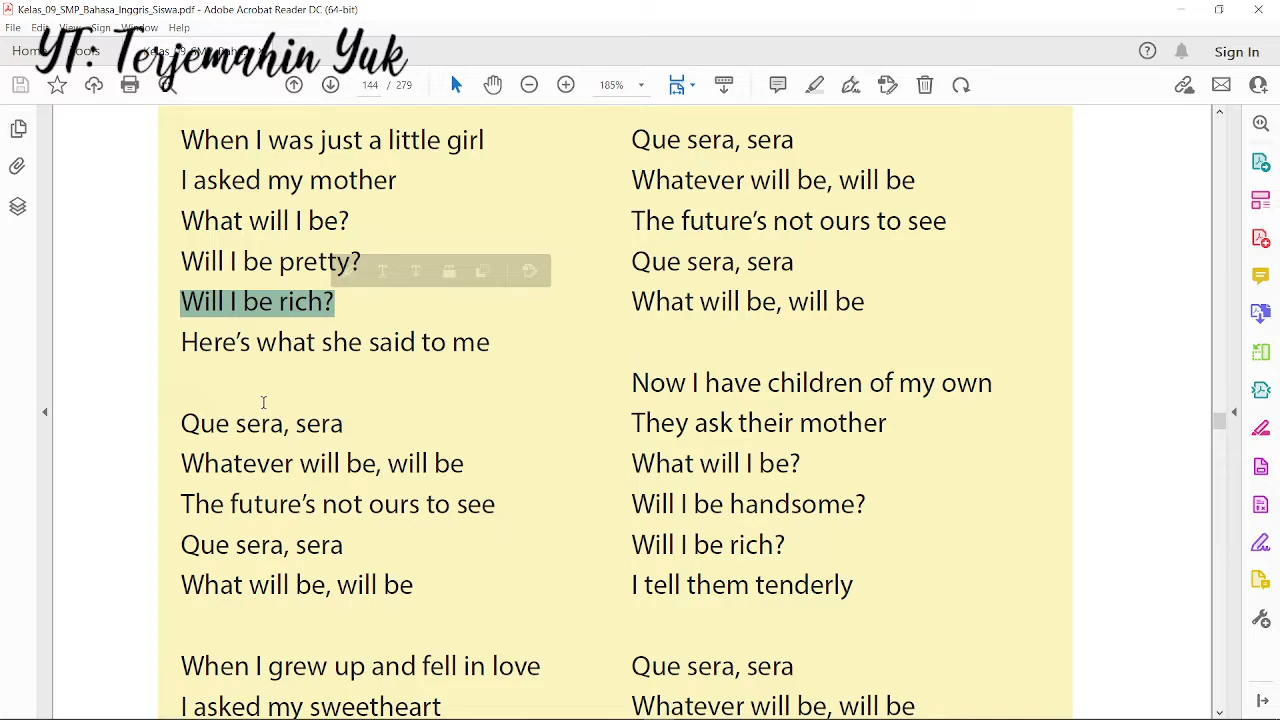 Kelas_09_SMP_Bahasa_Inggris_Siswa.pdf - Adobe Acrobat Reader DC (64-bit)
File Edit View Sign Window Help
YT: Terjemahin Yuk
Home Tools
Sign In
144 / 279
185%
When I was just a little girl
I asked my mother
What will I be?
Will I be pretty?
Will I be rich?
Here's what she said to me
Que sera, sera
Whatever will be, will be
The future's not ours to see
Que sera, sera
What will be, will be
When I grew up and fell in love
I asked my sweetheart
Que sera, sera
Whatever will be, will be
The future's not ours to see
Que sera, sera
What will be, will be
Now I have children of my own
They ask their mother
What will I be?
Will I be handsome?
Will I be rich?
I tell them tenderly
Que sera, sera
Whatever will be, will be